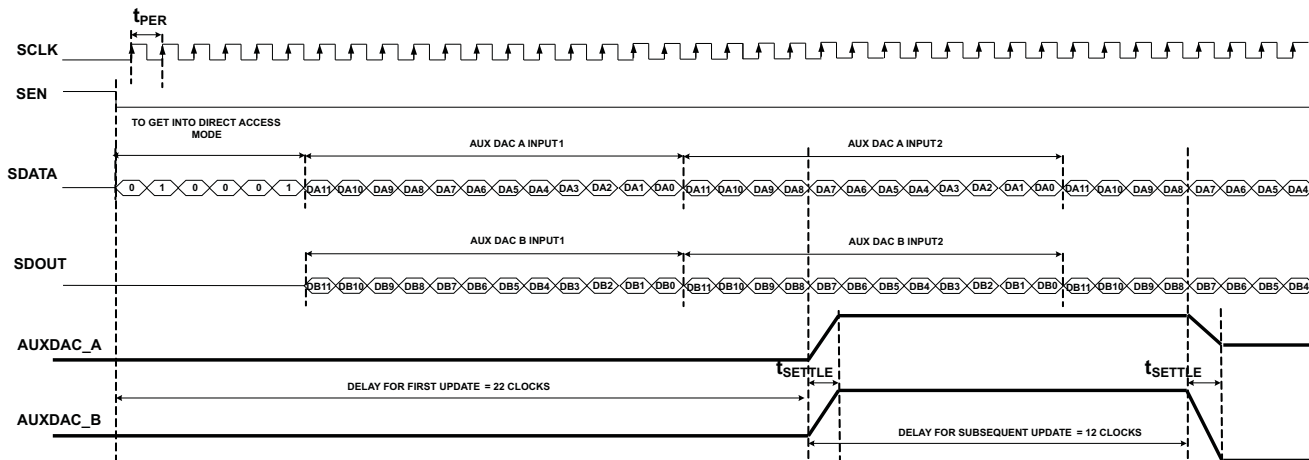 tPER
SCLK
SEN
TO GET INTO DIRECT ACCESS
MODE
AUX DAC A INPUT1 AUX DAC A INPUT2
SDATA
0 1 0 0 0 1 DA11 DA10 DA9 DA8 DA7 DA6 DA5 DA4 DA3 DA2 DA1 DA0 DA11 DA10 DA9 DA8 DA7 DA6 DA5 DA4 DA3 DA2 DA1 DA0 DA11 DA10 DA9 DA8 DA7 DA6 DA5 DA4
AUX DAC B INPUT1 AUX DAC B INPUT2
SDOUT
DB11 DB10 DB9 DB8 DB7 DB6 DB5 DB4 DB3 DB2 DB1 DB0 DB11 DB10 DB9 DB8 DB7 DB6 DB5 DB4 DB3 DB2 DB1 DB0 DB11 DB10 DB9 DB8 DB7 DB6 DB5 DB4
AUXDAC_A
tSETTLE tSETTLE
DELAY FOR FIRST UPDATE = 22 CLOCKS
AUXDAC_B
DELAY FOR SUBSEQUENT UPDATE = 12 CLOCKS